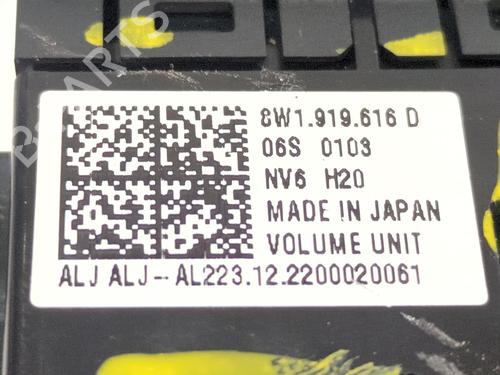 8W1.919.616 D
06S 0103
NV6 H20
MADE IN JAPAN
VOLUME UNIT
ALJ ALJ-AL223.12.2200020061